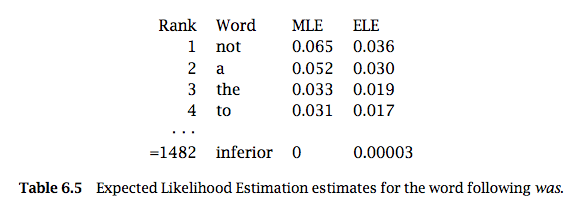 Rank Word MLE ELE
1 not 0.065 0.036
2 a 0.052 0.030
3 the 0.033 0.019
4 to 0.031 0.017
...
=1482 inferior 0 0.00003
Table 6.5 Expected Likelihood Estimation estimates for the word following was.